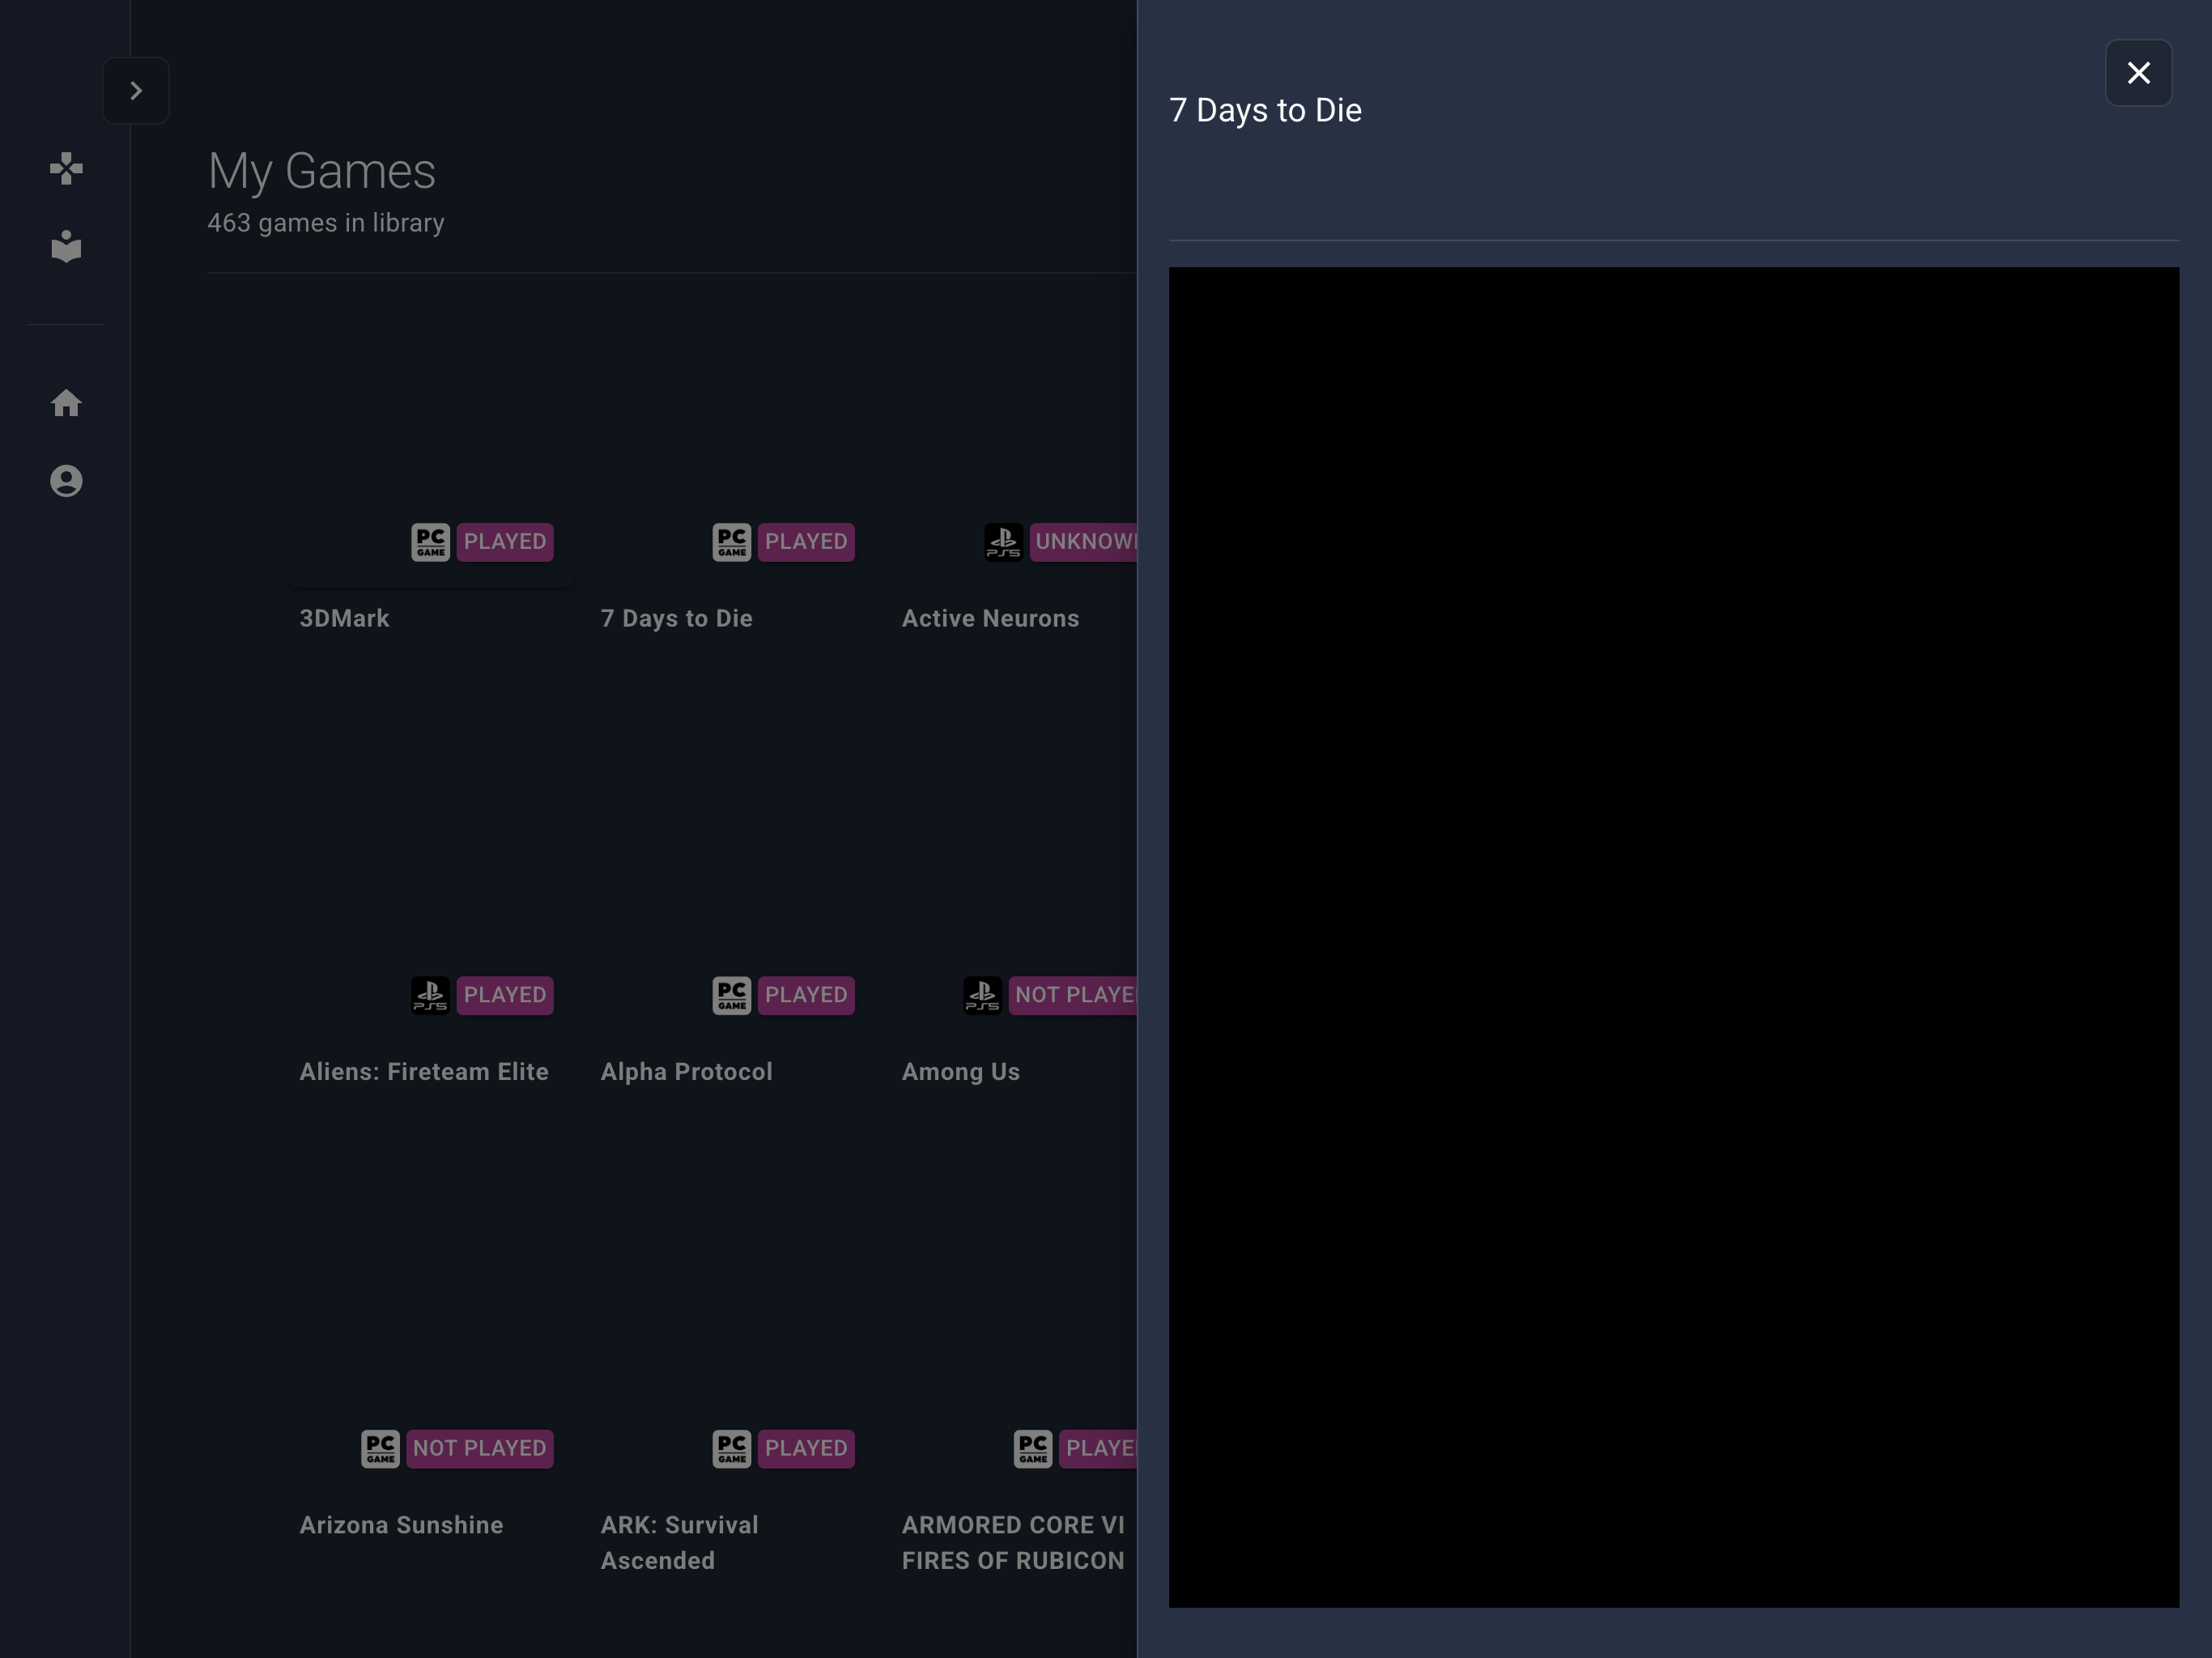 7 Days to Die
My Games
463 games in library
PC GAME PLAYED
PC GAME PLAYED
PS5 UNKNOW
3DMark
7 Days to Die
Active Neurons
PS5 PLAYED
PC GAME PLAYED
PS5 NOT PLAYE
Aliens: Fireteam Elite
Alpha Protocol
Among Us
PC GAME NOT PLAYED
PC GAME PLAYED
PC GAME PLAYE
Arizona Sunshine
ARK: Survival
Ascended
ARMORED CORE VI
FIRES OF RUBICON